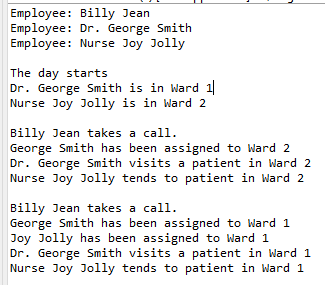 Employee: Billy Jean
Employee: Dr. George Smith
Employee: Nurse Joy Jolly
The day starts
Dr. George Smith is in Ward 1
Nurse Joy Jolly is in Ward 2
Billy Jean takes a call.
George Smith has been assigned to Ward 2
Dr. George Smith visits a patient in Ward 2
Nurse Joy Jolly tends to patient in Ward 2
Billy Jean takes a call.
George Smith has been assigned to Ward 1
Joy Jolly has been assigned to Ward 1
Dr. George Smith visits a patient in Ward 1
Nurse Joy Jolly tends to patient in Ward 1